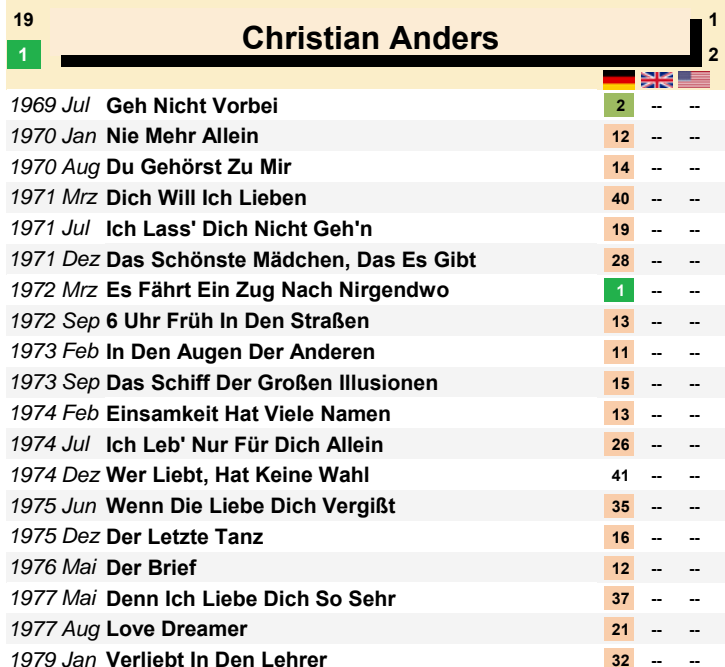 19 Christian Anders 1
1 2
1969 Jul Geh Nicht Vorbei 2 -- --
1970 Jan Nie Mehr Allein 12 -- --
1970 Aug Du Gehörst Zu Mir 14 -- --
1971 Mrz Dich Will Ich Lieben 40 -- --
1971 Jul Ich Lass' Dich Nicht Geh'n 19 -- --
1971 Dez Das Schönste Mädchen, Das Es Gibt 28 -- --
1972 Mrz Es Fährt Ein Zug Nach Nirgendwo 1 -- --
1972 Sep 6 Uhr Früh In Den Straßen 13 -- --
1973 Feb In Den Augen Der Anderen 11 -- --
1973 Sep Das Schiff Der Großen Illusionen 15 -- --
1974 Feb Einsamkeit Hat Viele Namen 13 -- --
1974 Jul Ich Leb' Nur Für Dich Allein 26 -- --
1974 Dez Wer Liebt, Hat Keine Wahl 41 -- --
1975 Jun Wenn Die Liebe Dich Vergißt 35 -- --
1975 Dez Der Letzte Tanz 16 -- --
1976 Mai Der Brief 12 -- --
1977 Mai Denn Ich Liebe Dich So Sehr 37 -- --
1977 Aug Love Dreamer 21 -- --
1979 Jan Verliebt In Den Lehrer 32 -- --